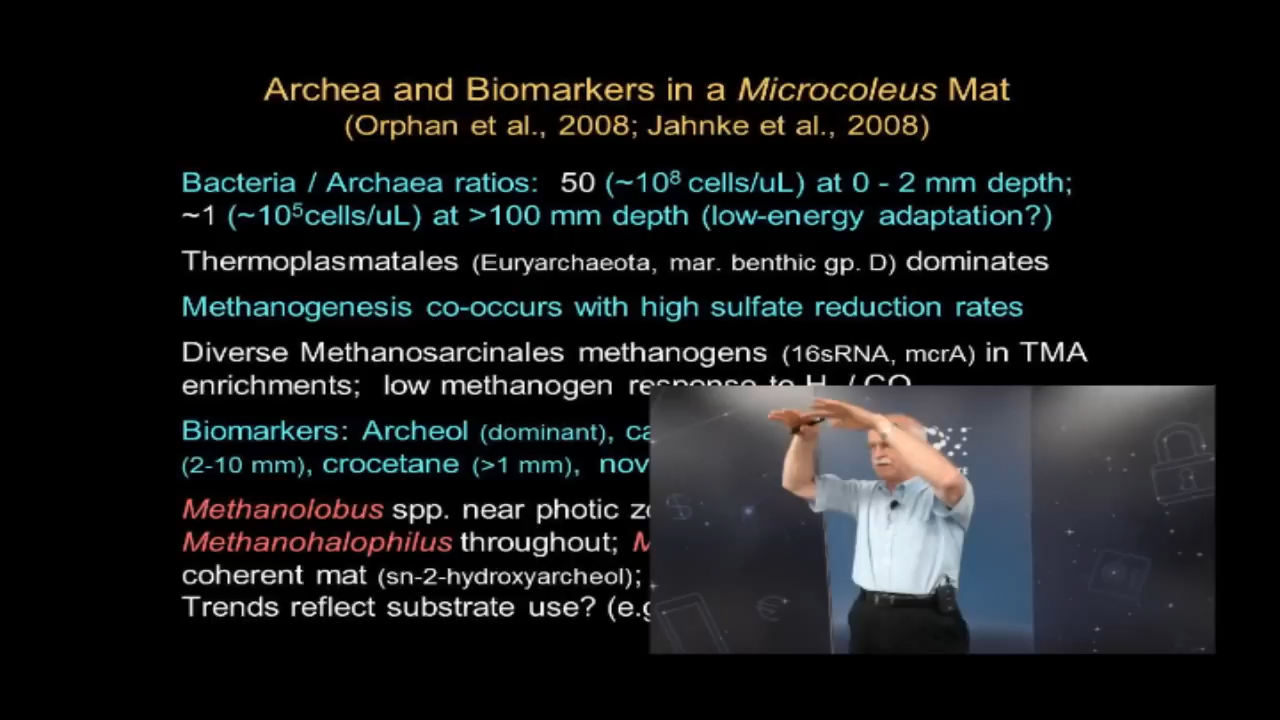 Archea and Biomarkers in a Microcoleus Mat
(Orphan et al., 2008; Jahnke et al., 2008)
Bacteria / Archaea ratios: 50 (~10⁸ cells/uL) at 0 - 2 mm depth;
~1 (~10⁵cells/uL) at >100 mm depth (low-energy adaptation?)
Thermoplasmatales (Euryarchaeota, mar. benthic gp. D) dominates
Methanogenesis co-occurs with high sulfate reduction rates
Diverse Methanosarcinales methanogens (16sRNA, mcrA) in TMA
enrichments; low methanogen response to H / CO
Biomarkers: Archeol (dominant),
(2-10 mm), crocetane (>1 mm),
Methanolobus spp. near photic
Methanohalophilus throughout;
coherent mat (sn-2-hydroxyarcheol);
Trends reflect substrate use?